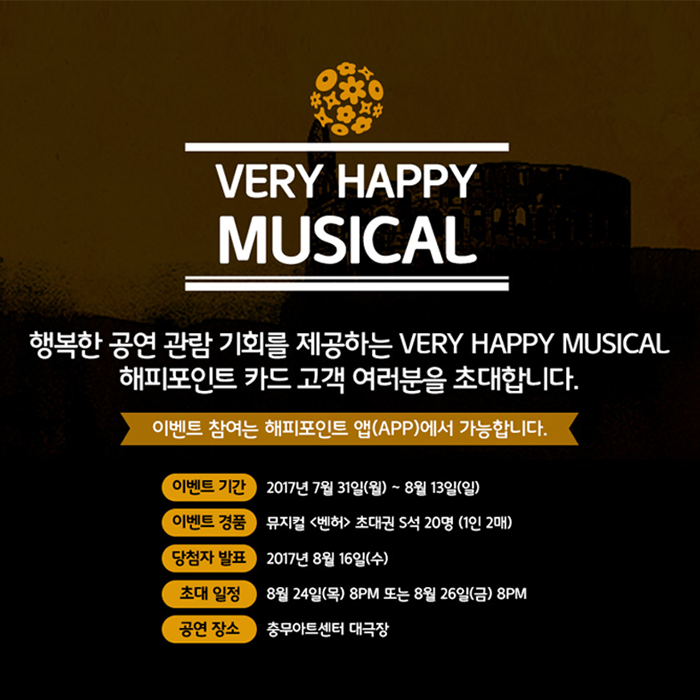 VERY HAPPY
MUSICAL
행복한 공연 관람 기회를 제공하는 VERY HAPPY MUSICAL
해피포인트 카드 고객 여러분을 초대합니다.
이벤트 참여는 해피포인트 앱(APP)에서 가능합니다.
이벤트 기간 2017년 7월 31일(월) ~ 8월 13일(일)
이벤트 경품 뮤지컬 <벤허> 초대권 S석 20명 (1인 2매)
당첨자 발표 2017년 8월 16일(수)
초대 일정 8월 24일(목) 8PM 또는 8월 26일(금) 8PM
공연 장소 충무아트센터 대극장